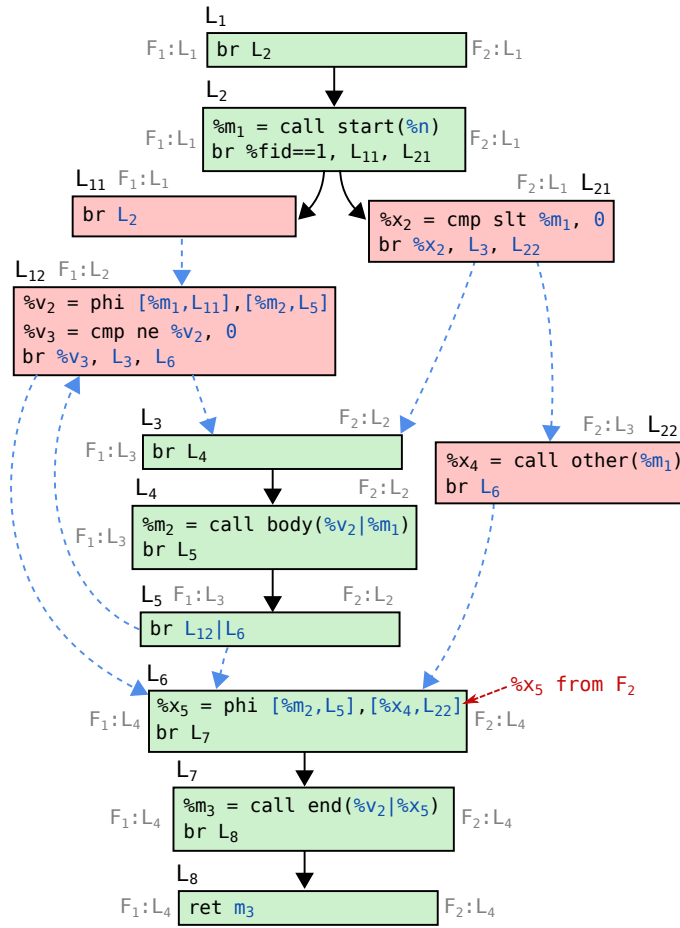 L1
F1:L1 br L2 F2:L1
L2
F1:L1 %m1 = call start(%n) F2:L1
br %fid==1, L11, L21
L11 F1:L1
br L2
F2:L1 L21
%x2 = cmp slt %m1, 0
br %x2, L3, L22
L12 F1:L2
%v2 = phi [%m1,L11],[%m2,L5]
%v3 = cmp ne %v2, 0
br %v3, L3, L6
L3 F2:L2
F1:L3 br L4
F2:L3 L22
%x4 = call other(%m1)
br L6
L4 F2:L2
F1:L3 %m2 = call body(%v2|%m1)
br L5
L5 F1:L3 F2:L2
br L12|L6
L6
%x5 from F2
F1:L4 %x5 = phi [%m2,L5],[%x4,L22] F2:L4
br L7
L7
F1:L4 %m3 = call end(%v2|%x5) F2:L4
br L8
L8
F1:L4 ret m3 F2:L4